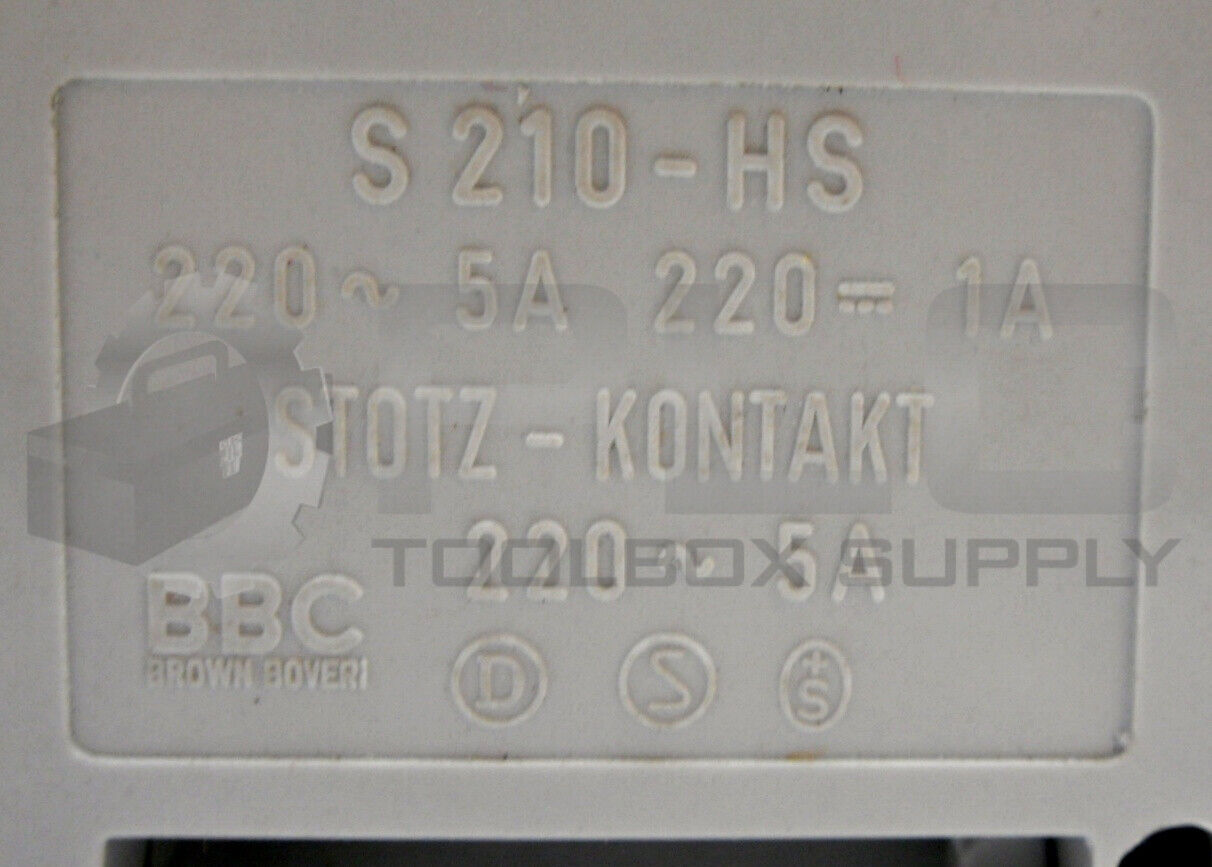 S 210 - HS
220 ~ 5A 220 ⎓ 1A
STOTZ - KONTAKT
220 ~ 5A
TOOLBOX SUPPLY
BBC
BROWN BOVERI
D S +S